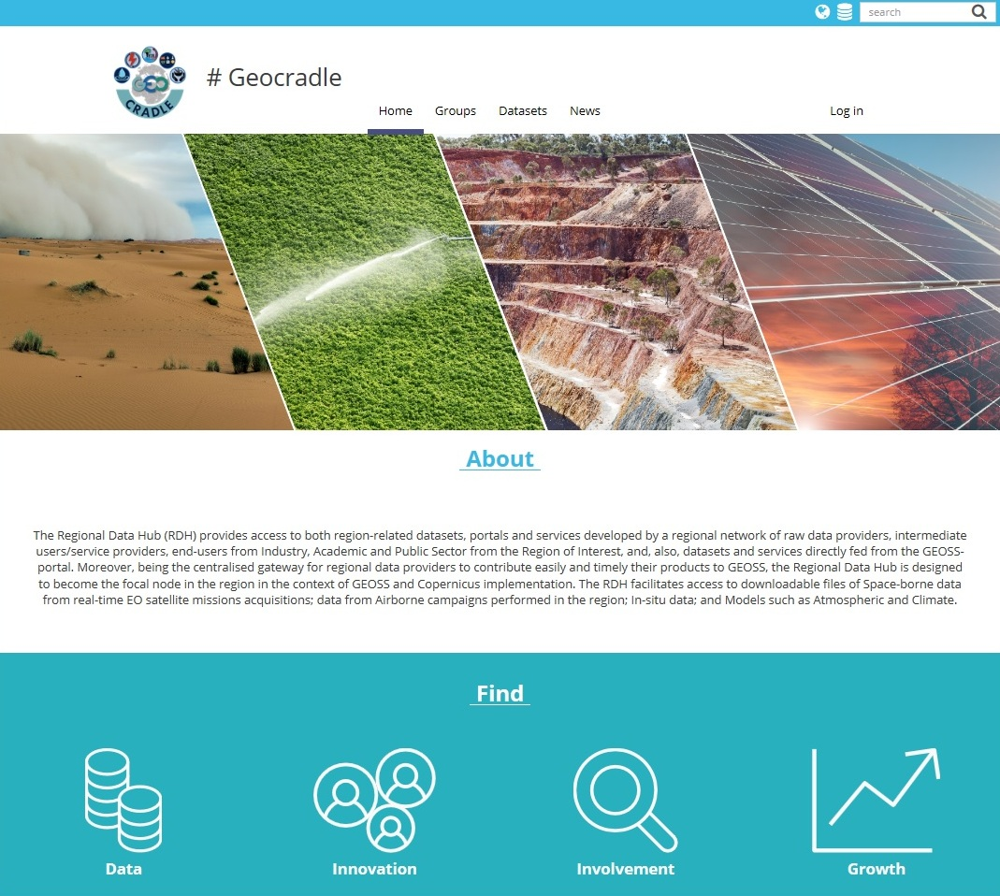 search
GEO
CRADLE
# Geocradle
Home Groups Datasets News Log in
About
The Regional Data Hub (RDH) provides access to both region-related datasets, portals and services developed by a regional network of raw data providers, intermediate
users/service providers, end-users from Industry, Academic and Public Sector from the Region of Interest, and, also, datasets and services directly fed from the GEOSS-
portal. Moreover, being the centralised gateway for regional data providers to contribute easily and timely their products to GEOSS, the Regional Data Hub is designed
to become the focal node in the region in the context of GEOSS and Copernicus implementation. The RDH facilitates access to downloadable files of Space-borne data
from real-time EO satellite missions acquisitions; data from Airborne campaigns performed in the region; In-situ data; and Models such as Atmospheric and Climate.
Find
Data Innovation Involvement Growth